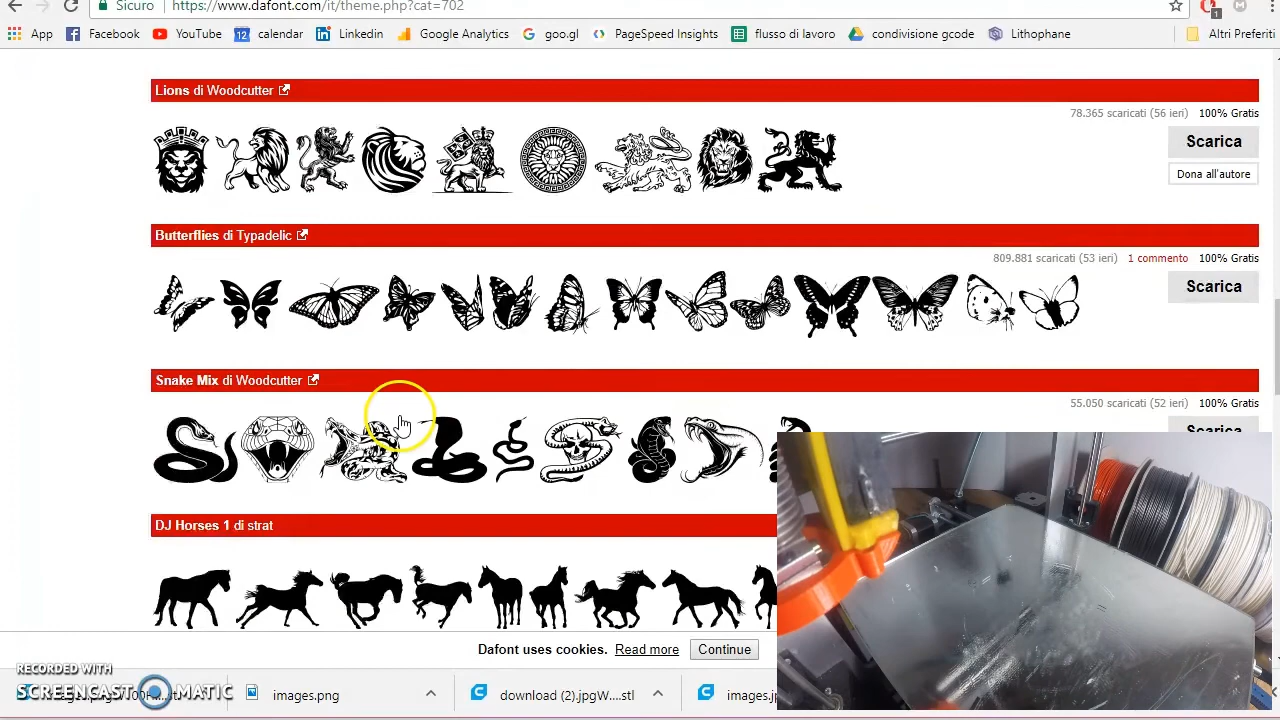 Sicuro
https://www.dafont.com/it/theme.php?cat=702
1
App Facebook YouTube 12 calendar Linkedin Google Analytics goo.gl PageSpeed Insights flusso di lavoro condivisione gcode Lithophane Altri Preferiti
Lions di Woodcutter
78.365 scaricati (56 ieri) 100% Gratis
Scarica
Dona all'autore
Butterflies di Typadelic
809.881 scaricati (53 ieri) 1 commento 100% Gratis
Scarica
Snake Mix di Woodcutter
55.050 scaricati (52 ieri) 100% Gratis
Scarica
DJ Horses 1 di strat
Dafont uses cookies. Read more Continue
RECORDED WITH
SCREENCAST MATIC
images.png download (2).jpgW....stl